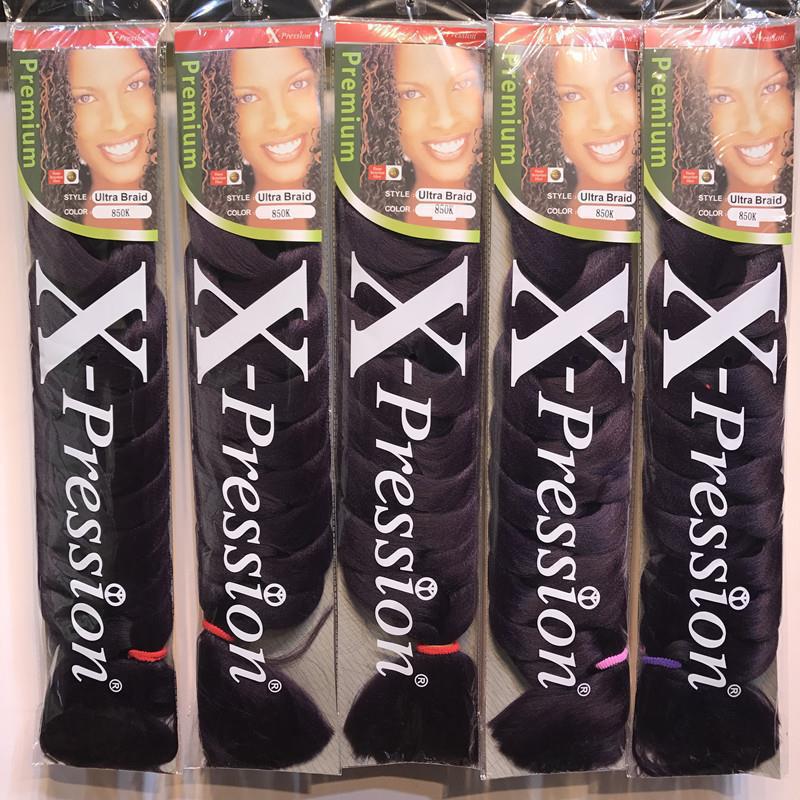 X-Pression
Premium
STYLE Ultra Braid
COLOR 850K
X-Pression®
X-Pression
Premium
STYLE Ultra Braid
COLOR 850K
X-Pression®
X-Pression
Premium
STYLE Ultra Braid
COLOR 850K
X-Pression®
X-Pression
Premium
STYLE Ultra Braid
COLOR 850K
X-Pression®
X-Pression
Premium
STYLE Ultra Braid
COLOR 850K
X-Pression®